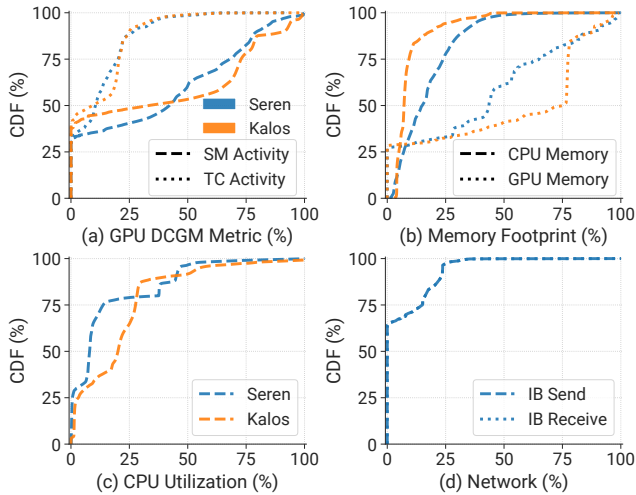 CDF (%)
100
75
50
25
0
Seren
Kalos
SM Activity
TC Activity
0 25 50 75 100
(a) GPU DCGM Metric (%)
CDF (%)
100
75
50
25
0
CPU Memory
GPU Memory
0 25 50 75 100
(b) Memory Footprint (%)
CDF (%)
100
75
50
25
0
Seren
Kalos
0 25 50 75 100
(c) CPU Utilization (%)
CDF (%)
100
75
50
25
0
IB Send
IB Receive
0 25 50 75 100
(d) Network (%)